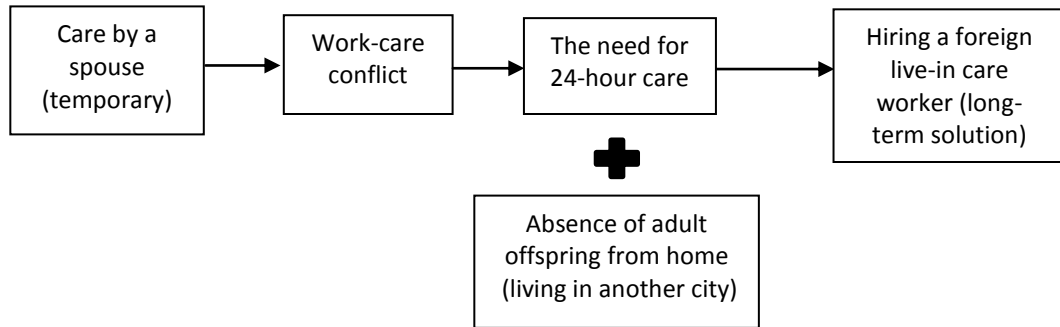 Care by a
spouse
(temporary)
Work-care
conflict
The need for
24-hour care
Hiring a foreign
live-in care
worker (long-
term solution)
Absence of adult
offspring from home
(living in another city)